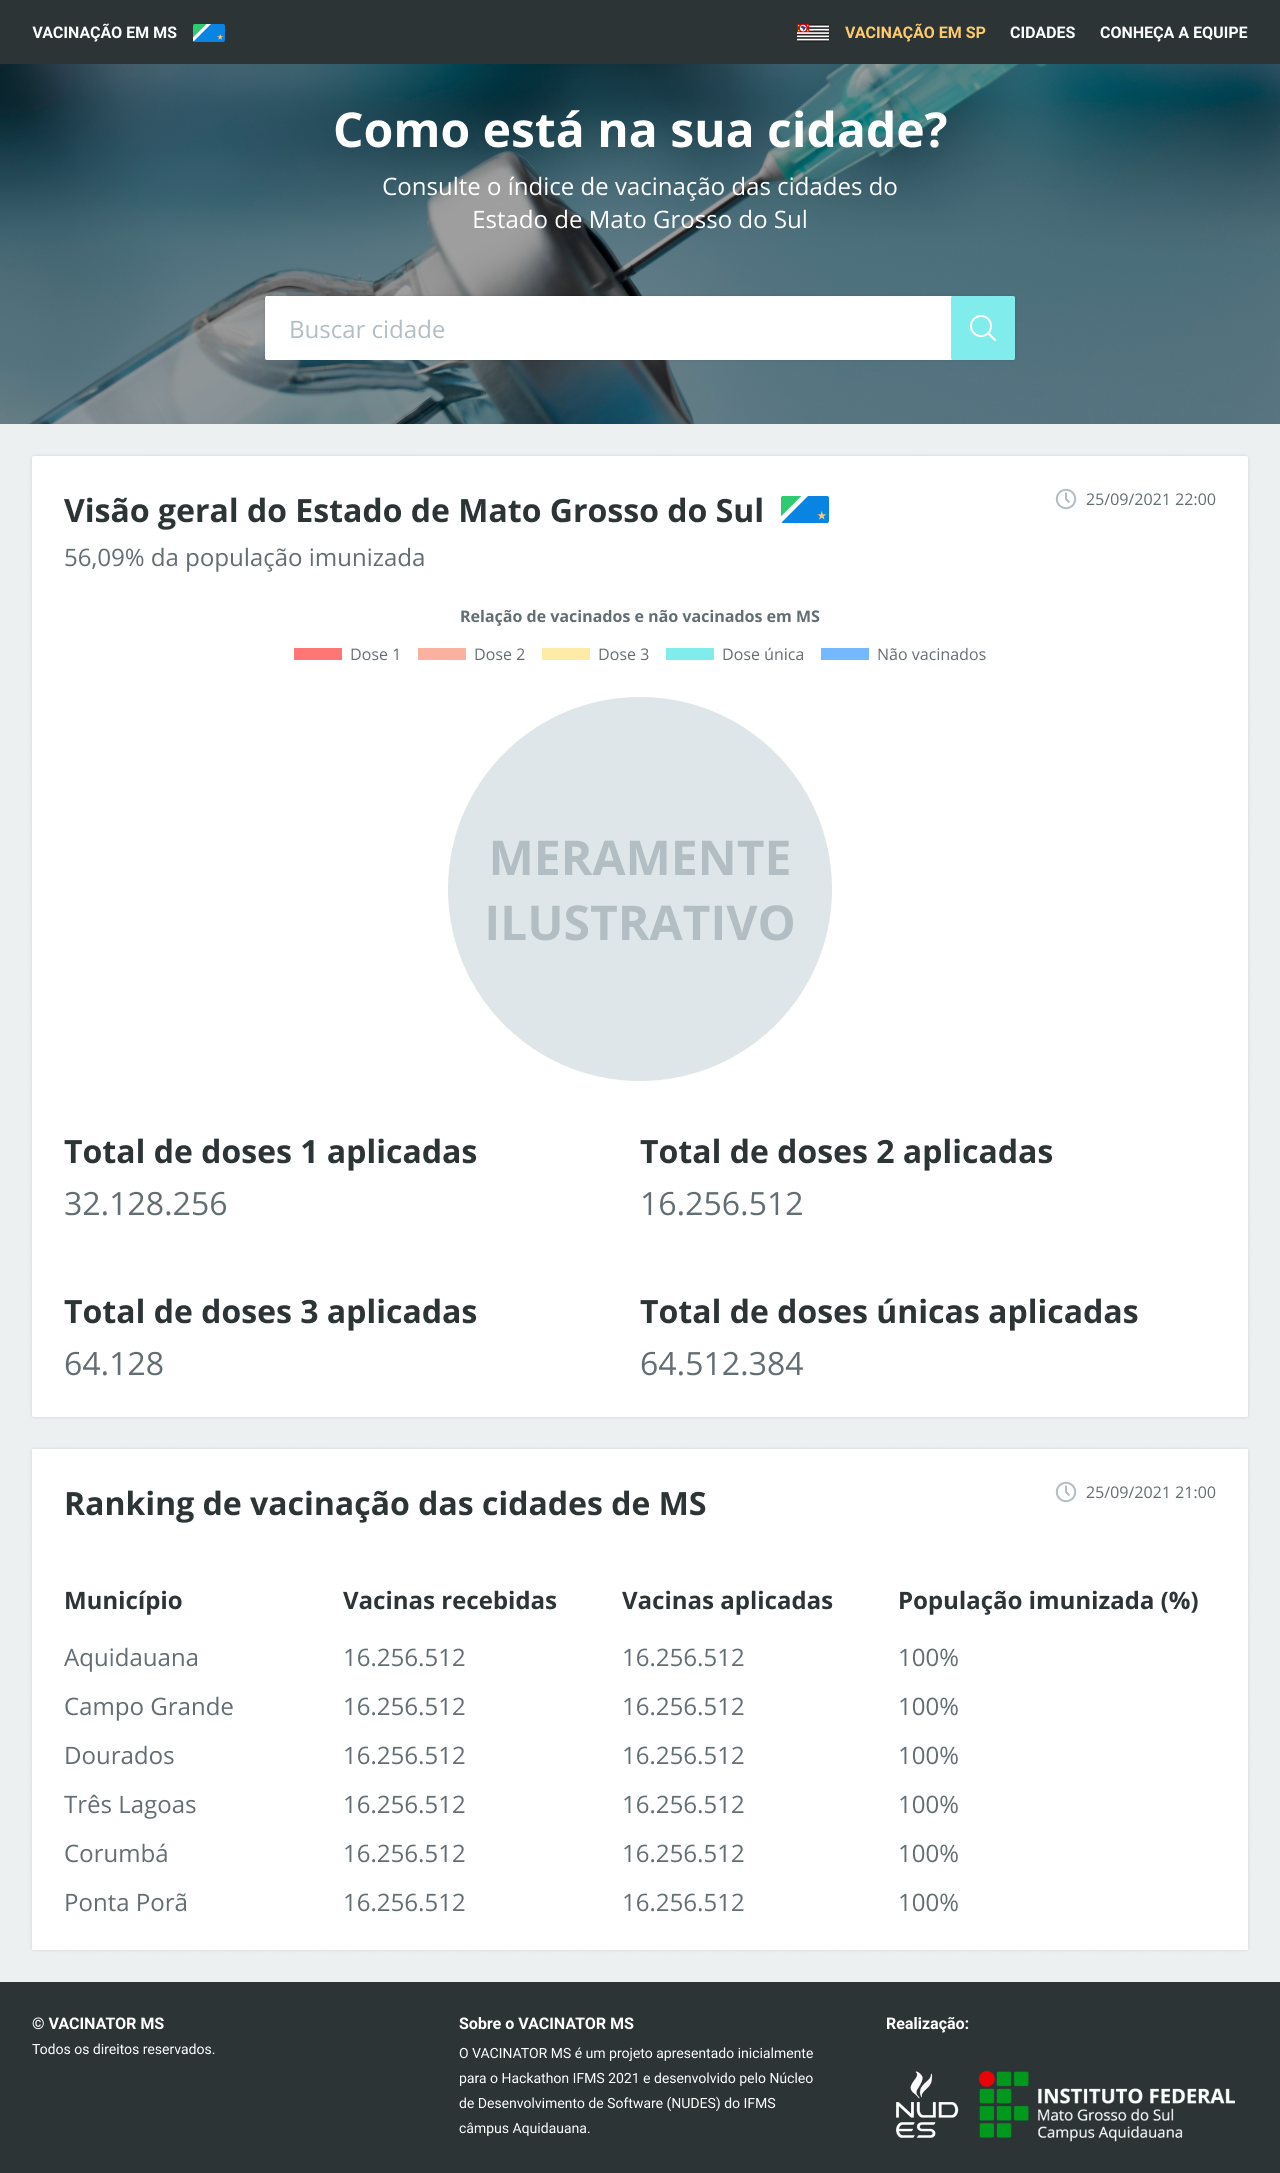 VACINAÇÃO EM MS
VACINAÇÃO EM SP
CIDADES
CONHEÇA A EQUIPE
Como está na sua cidade?
Consulte o índice de vacinação das cidades do
Estado de Mato Grosso do Sul
Buscar cidade
Visão geral do Estado de Mato Grosso do Sul
25/09/2021 22:00
56,09% da população imunizada
Relação de vacinados e não vacinados em MS
Dose 1
Dose 2
Dose 3
Dose única
Não vacinados
MERAMENTE
ILUSTRATIVO
Total de doses 1 aplicadas
Total de doses 2 aplicadas
32.128.256
16.256.512
Total de doses 3 aplicadas
Total de doses únicas aplicadas
64.128
64.512.384
Ranking de vacinação das cidades de MS
25/09/2021 21:00
Município Vacinas recebidas Vacinas aplicadas População imunizada (%)
Aquidauana 16.256.512 16.256.512 100%
Campo Grande 16.256.512 16.256.512 100%
Dourados 16.256.512 16.256.512 100%
Três Lagoas 16.256.512 16.256.512 100%
Corumbá 16.256.512 16.256.512 100%
Ponta Porã 16.256.512 16.256.512 100%
© VACINATOR MS
Todos os direitos reservados.
Sobre o VACINATOR MS
O VACINATOR MS é um projeto apresentado inicialmente
para o Hackathon IFMS 2021 e desenvolvido pelo Núcleo
de Desenvolvimento de Software (NUDES) do IFMS
câmpus Aquidauana.
Realização:
NUD
ES
INSTITUTO FEDERAL
Mato Grosso do Sul
Campus Aquidauana